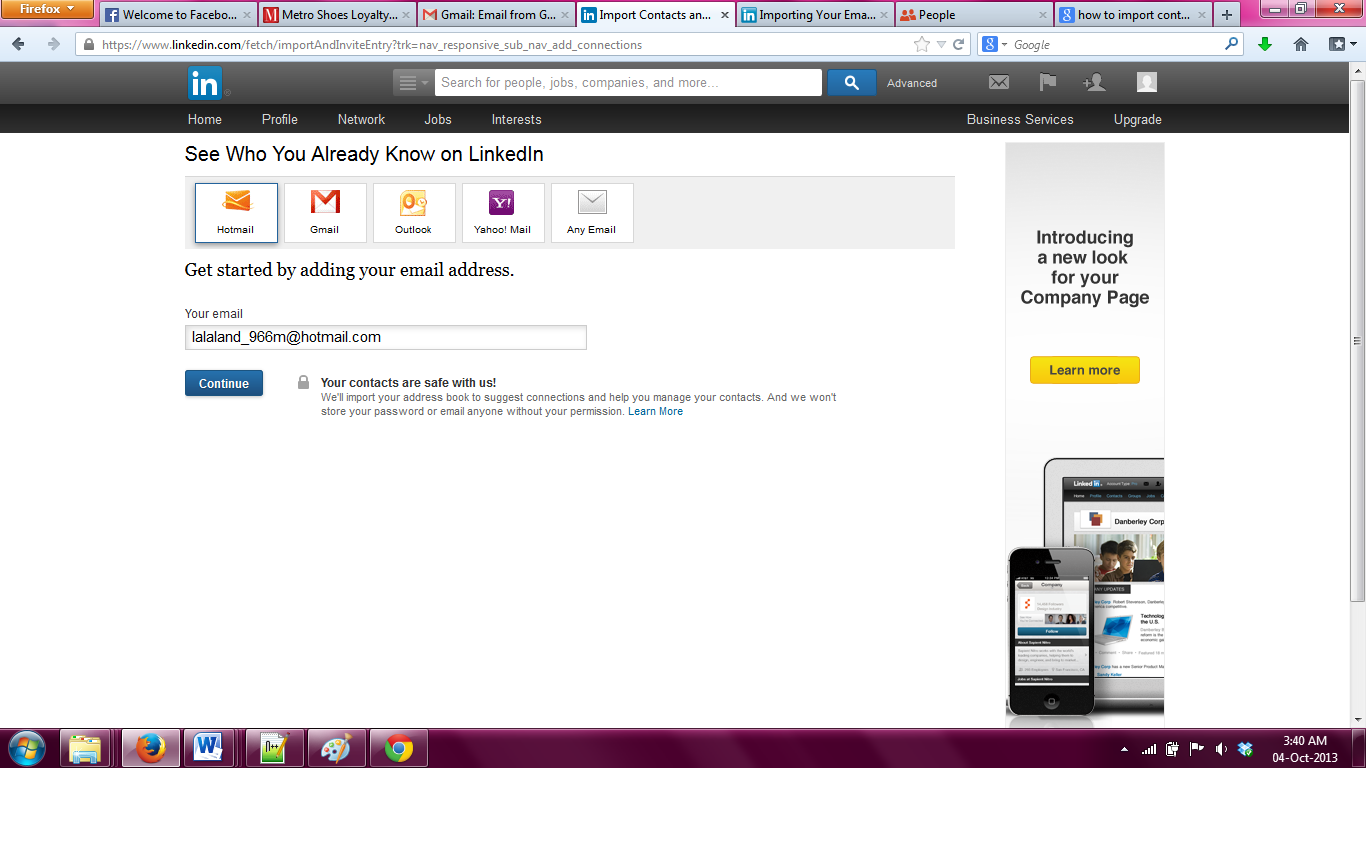 Firefox
Welcome to Facebo...
Metro Shoes Loyalty...
Gmail: Email from G...
Import Contacts an...
Importing Your Ema...
People
how to import cont...
https://www.linkedin.com/fetch/importAndInviteEntry?trk=nav_responsive_sub_nav_add_connections
Google
in
Search for people, jobs, companies, and more...
Advanced
Home
Profile
Network
Jobs
Interests
Business Services
Upgrade
See Who You Already Know on LinkedIn
Hotmail
Gmail
Outlook
Yahoo! Mail
Any Email
Get started by adding your email address.
Your email
lalaland_966m@hotmail.com
Continue
Your contacts are safe with us!
We'll import your address book to suggest connections and help you manage your contacts. And we won't
store your password or email anyone without your permission. Learn More
Introducing
a new look
for your
Company Page
Learn more
Linked in
Home Profile Contacts Groups Jobs
Danberley Corp
Company
Follow
3:40 AM
04-Oct-2013